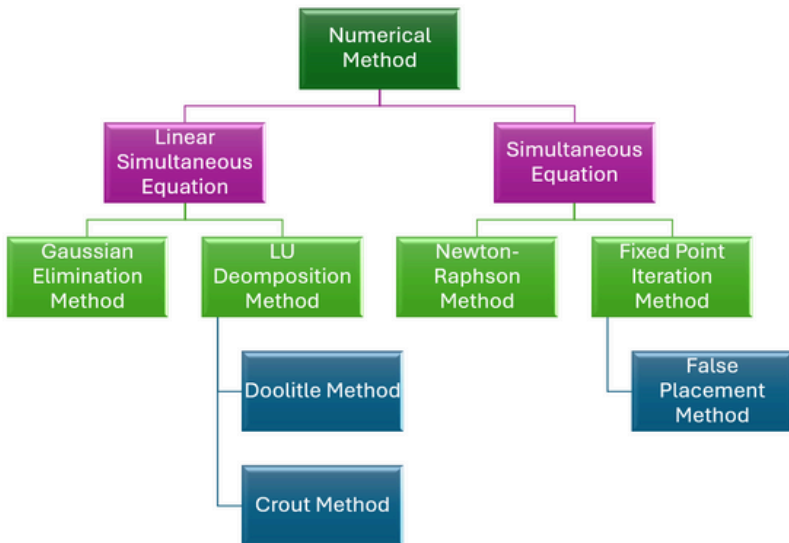 Numerical
Method
Linear
Simultaneous
Equation
Simultaneous
Equation
Gaussian
Elimination
Method
LU
Deomposition
Method
Newton-
Raphson
Method
Fixed Point
Iteration
Method
Doolitle Method
False
Placement
Method
Crout Method